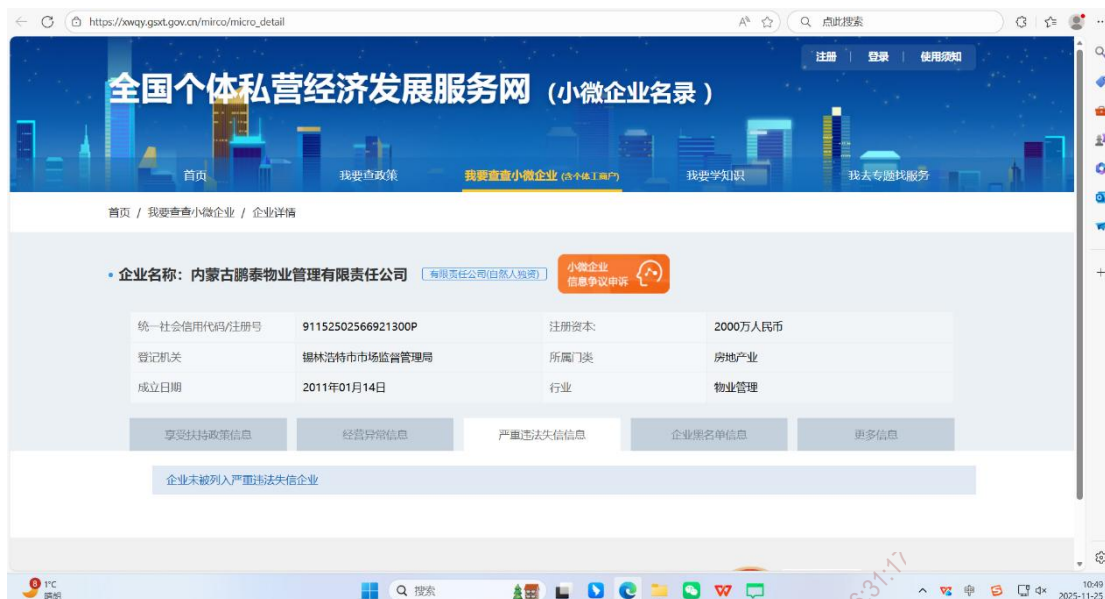 https://xwqy.gsxt.gov.cn/mirco/micro_detail
点此搜索
注册 | 登录 | 使用须知
全国个体私营经济发展服务网（小微企业名录）
首页 我要查政策 我要查查小微企业 (含个体工商户) 我要学知识 我去专题找服务
首页 / 我要查查小微企业 / 企业详情
企业名称：内蒙古鹏泰物业管理有限责任公司 有限责任公司(自然人独资) 小微企业
信息争议申诉
统一社会信用代码/注册号 91152502566921300P 注册资本: 2000万人民币
登记机关 锡林浩特市市场监督管理局 所属门类 房地产业
成立日期 2011年01月14日 行业 物业管理
享受扶持政策信息 经营异常信息 严重违法失信信息 企业黑名单信息 更多信息
企业未被列入严重违法失信企业
:31:17
1°C
搜索
中
10:49
2025-11-25